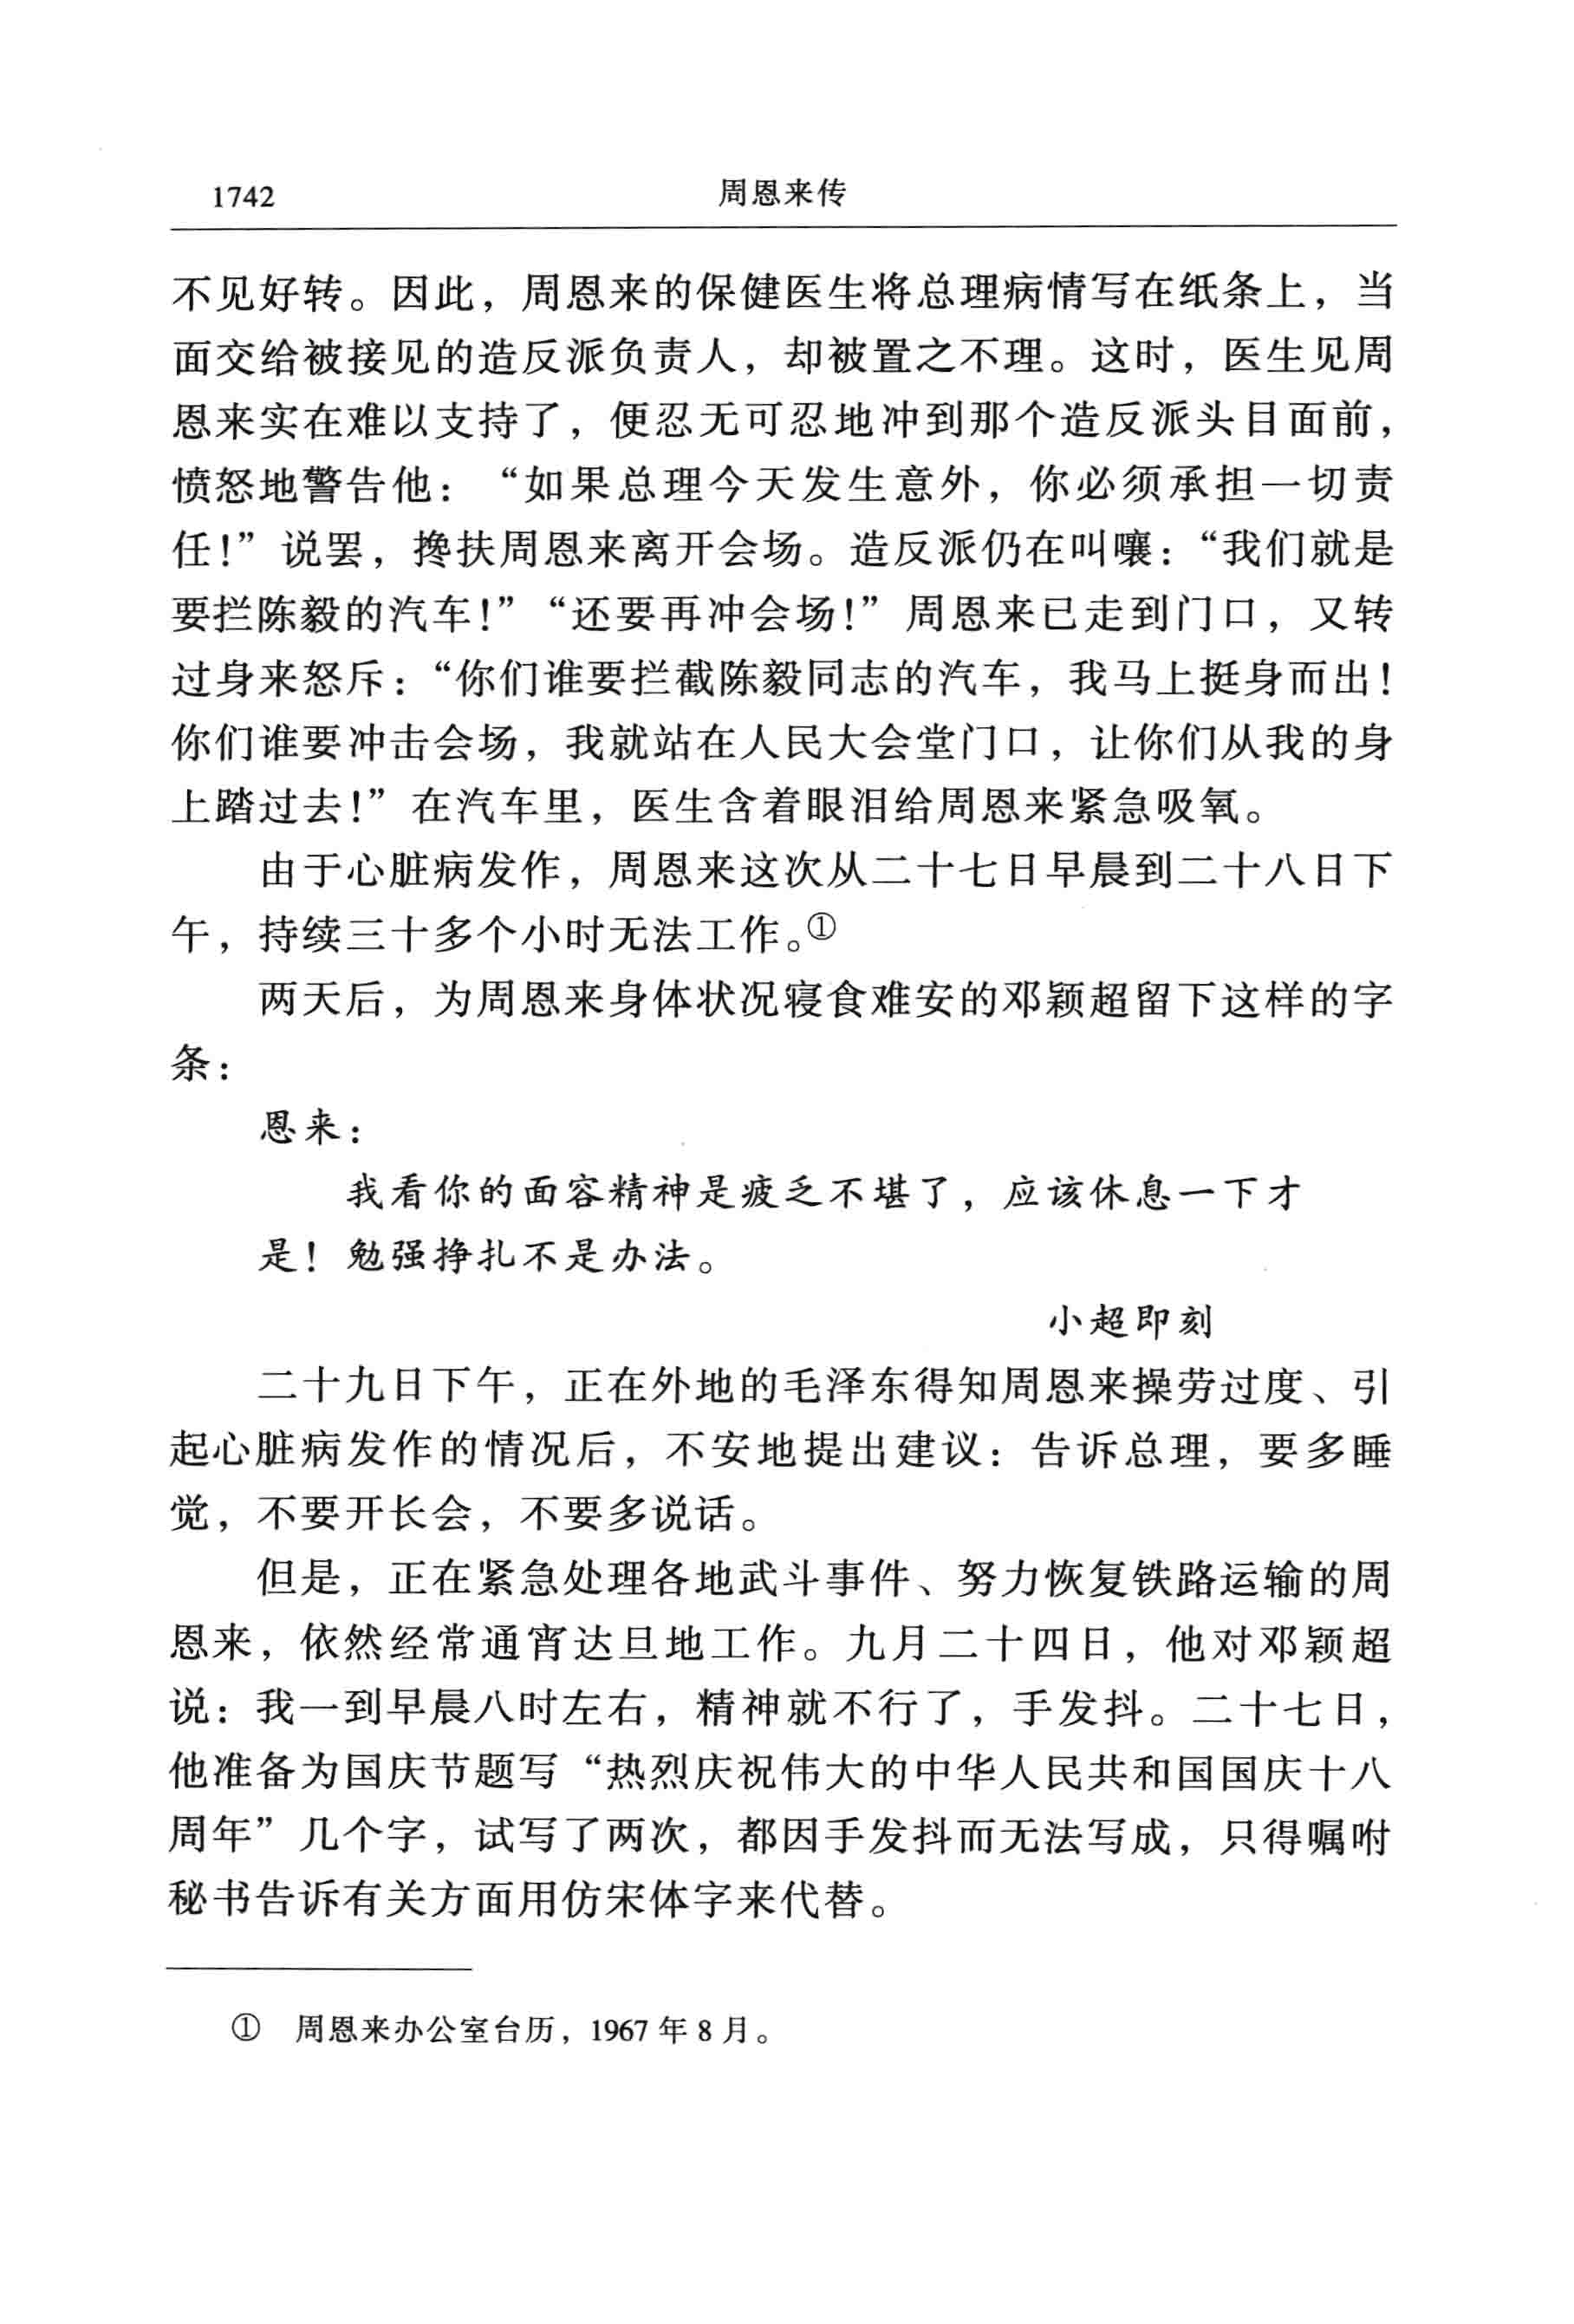 1742
周恩来传
不见好转。因此，周恩来的保健医生将总理病情写在纸条上，当
面交给被接见的造反派负责人，却被置之不理。这时，医生见周
恩来实在难以支持了，便忍无可忍地冲到那个造反派头目面前，
愤怒地警告他：“如果总理今天发生意外，你必须承担一切责
任！”说罢，搀扶周恩来离开会场。造反派仍在叫嚷：“我们就是
要拦陈毅的汽车！”“还要再冲会场！”周恩来已走到门口，又转
过身来怒斥：“你们谁要拦截陈毅同志的汽车，我马上挺身而出！
你们谁要冲击会场，我就站在人民大会堂门口，让你们从我的身
上踏过去！”在汽车里，医生含着眼泪给周恩来紧急吸氧。
由于心脏病发作，周恩来这次从二十七日早晨到二十八日下
午，持续三十多个小时无法工作。①
两天后，为周恩来身体状况寝食难安的邓颖超留下这样的字
条：
恩来：
我看你的面容精神是疲乏不堪了，应该休息一下才
是！勉强挣扎不是办法。
小超即刻
二十九日下午，正在外地的毛泽东得知周恩来操劳过度、引
起心脏病发作的情况后，不安地提出建议：告诉总理，要多睡
觉，不要开长会，不要多说话。
但是，正在紧急处理各地武斗事件、努力恢复铁路运输的周
恩来，依然经常通宵达旦地工作。九月二十四日，他对邓颖超
说：我一到早晨八时左右，精神就不行了，手发抖。二十七日，
他准备为国庆节题写“热烈庆祝伟大的中华人民共和国国庆十八
周年”几个字，试写了两次，都因手发抖而无法写成，只得嘱咐
秘书告诉有关方面用仿宋体字来代替。
① 周恩来办公室台历，1967 年 8 月。